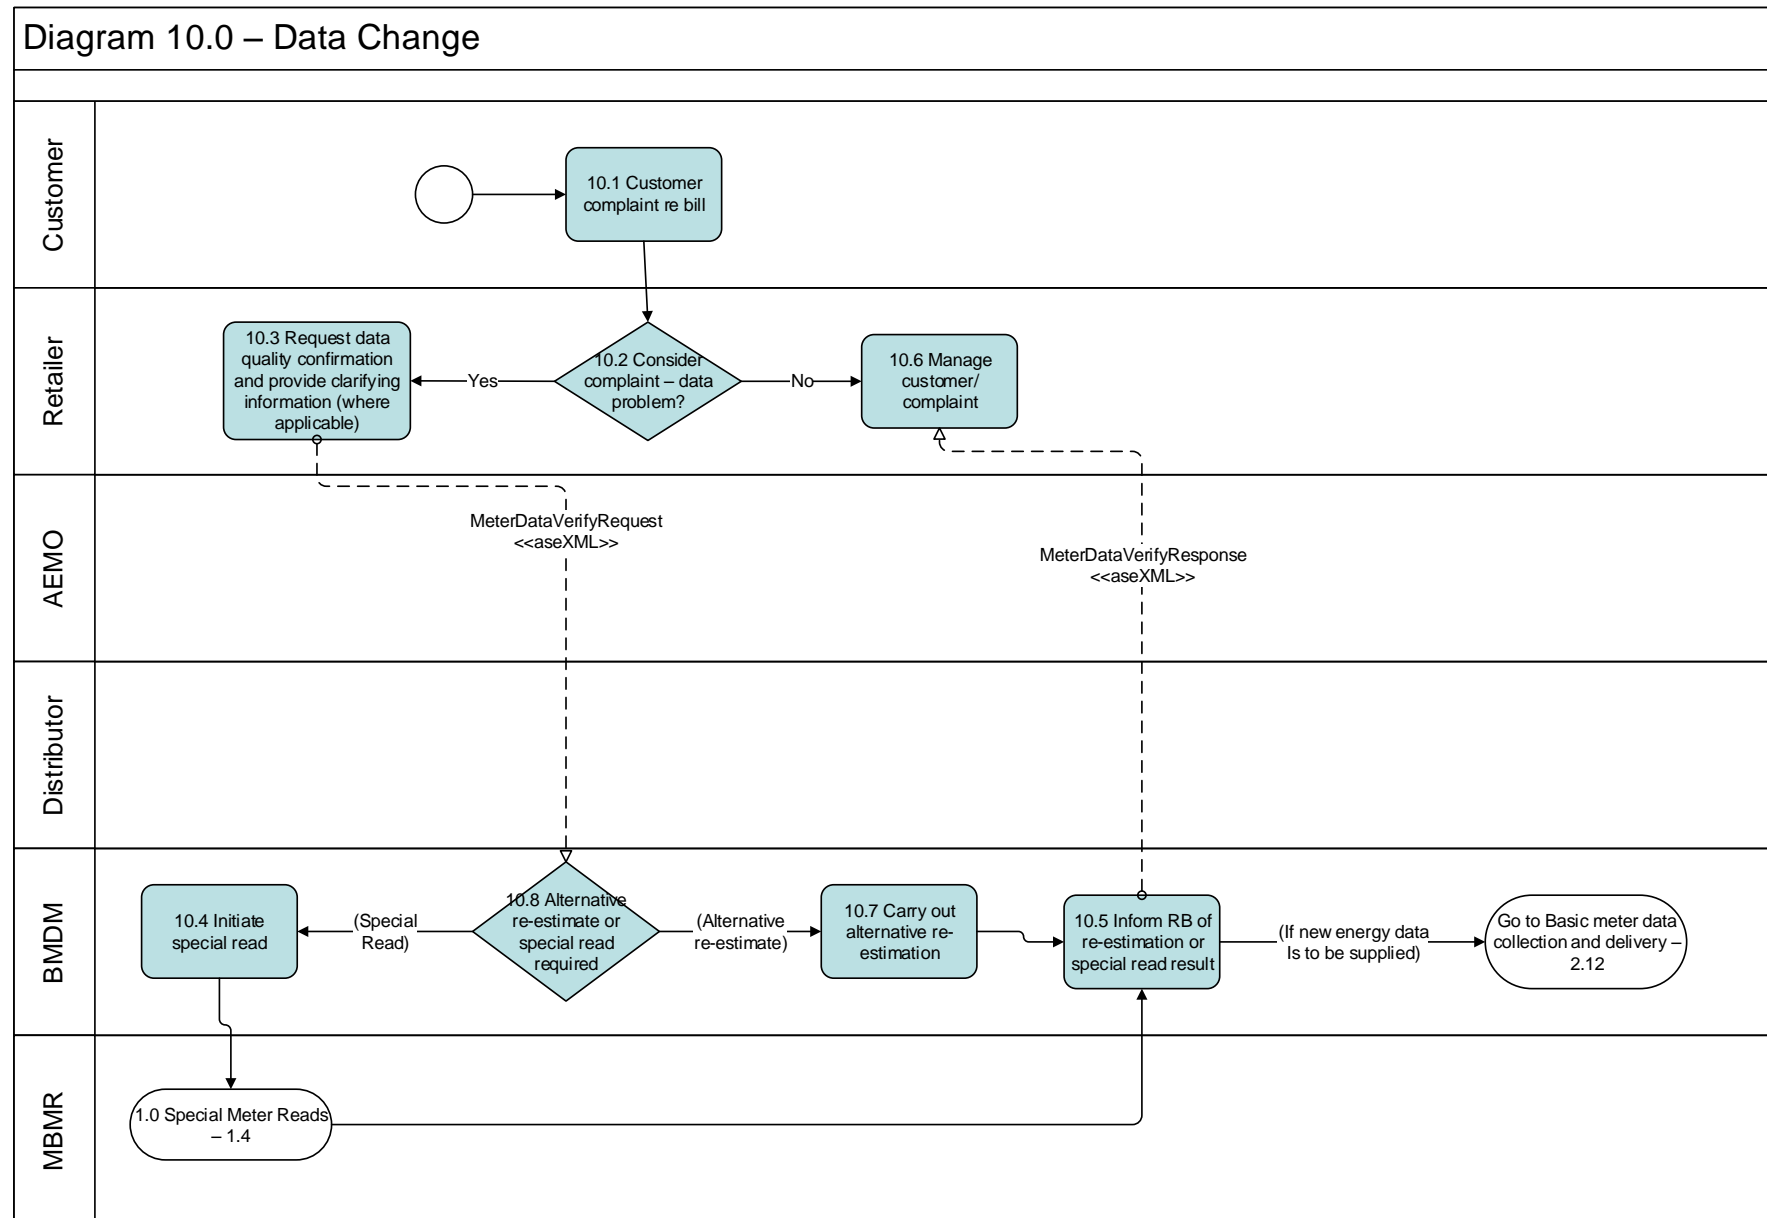 Diagram 10.0 – Data Change
Customer
10.1 Customer
complaint re bill
Retailer
10.3 Request data
quality confirmation
and provide clarifying
information (where
applicable)
Yes
10.2 Consider
complaint – data
problem?
No
10.6 Manage
customer/
complaint
AEMO
MeterDataVerifyRequest
<<aseXML>>
MeterDataVerifyResponse
<<aseXML>>
Distributor
BMDM
10.4 Initiate
special read
(Special
Read)
10.8 Alternative
re-estimate or
special read
required
(Alternative
re-estimate)
10.7 Carry out
alternative re-
estimation
10.5 Inform RB of
re-estimation or
special read result
(If new energy data
Is to be supplied)
Go to Basic meter data
collection and delivery –
2.12
MBMR
1.0 Special Meter Reads
– 1.4